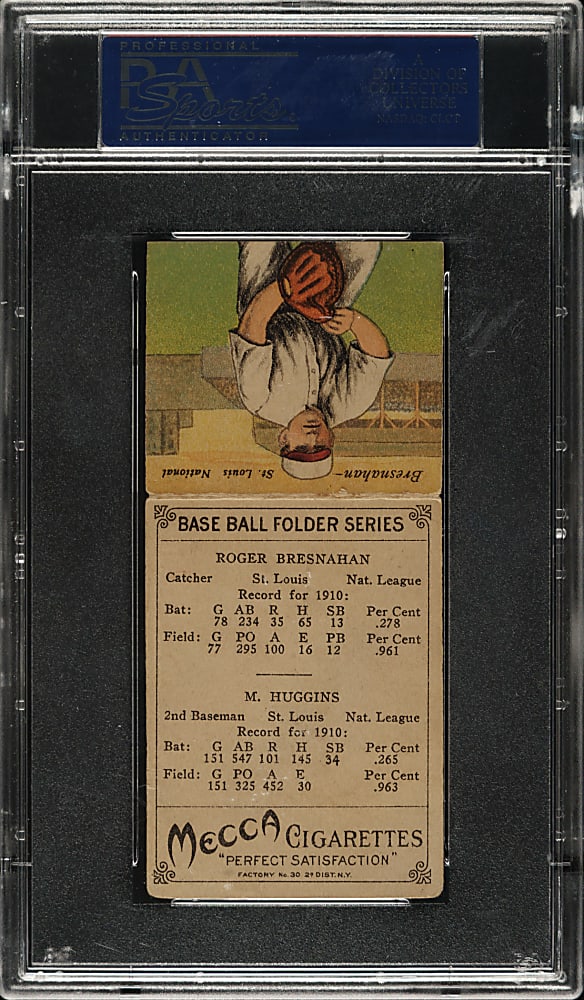 PROFESSIONAL
PSA
Sports
AUTHENTICATOR
A
DIVISION OF
COLLECTORS
UNIVERSE
NASDAQ: CLCT
Bresnahan— St. Louis National
BASE BALL FOLDER SERIES
ROGER BRESNAHAN
Catcher St. Louis Nat. League
Record for 1910:
Bat: G AB R H SB Per Cent
78 234 35 65 13 .278
Field: G PO A E PB Per Cent
77 295 100 16 12 .961
M. HUGGINS
2nd Baseman St. Louis Nat. League
Record for 1910:
Bat: G AB R H SB Per Cent
151 547 101 145 34 .265
Field: G PO A E Per Cent
151 325 452 30 .963
MECCA CIGARETTES
"PERFECT SATISFACTION"
FACTORY No. 30 2D DIST. N.Y.